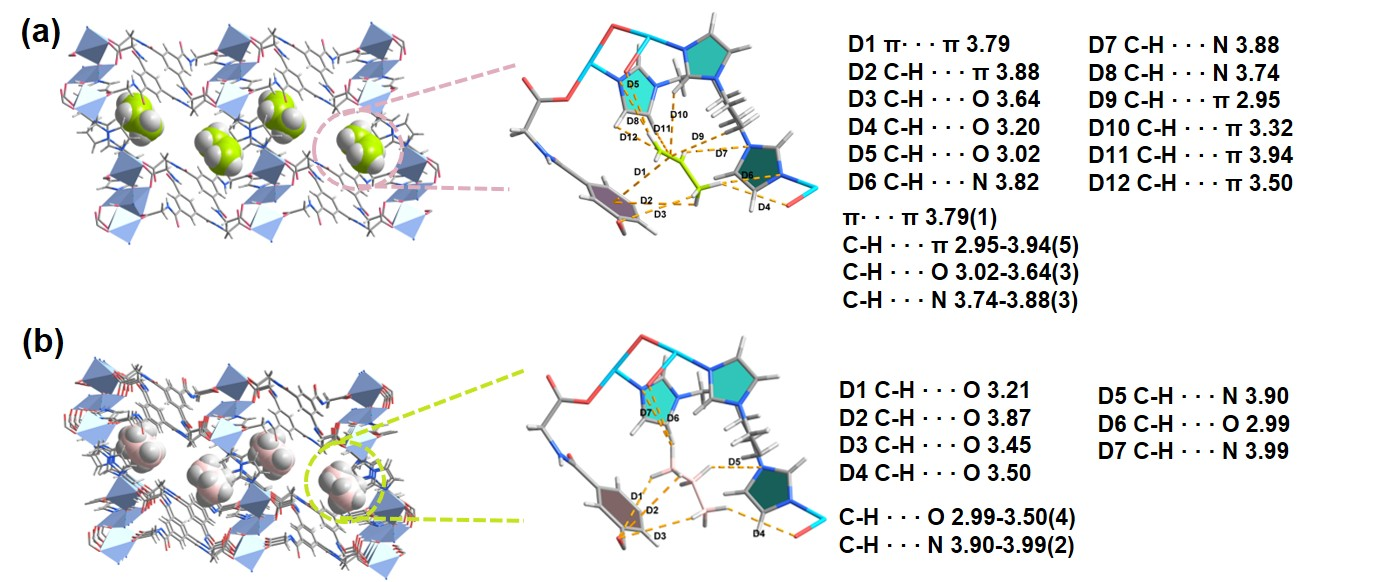 (a)
D5
D8
D10
D11
D12
D9
D7
D1
D6
D2
D3
D4
D1 π· · · π 3.79
D2 C-H · · · π 3.88
D3 C-H · · · O 3.64
D4 C-H · · · O 3.20
D5 C-H · · · O 3.02
D6 C-H · · · N 3.82
D7 C-H · · · N 3.88
D8 C-H · · · N 3.74
D9 C-H · · · π 2.95
D10 C-H · · · π 3.32
D11 C-H · · · π 3.94
D12 C-H · · · π 3.50
π· · · π 3.79(1)
C-H · · · π 2.95-3.94(5)
C-H · · · O 3.02-3.64(3)
C-H · · · N 3.74-3.88(3)
(b)
D7
D6
D5
D1
D2
D3
D4
D1 C-H · · · O 3.21
D2 C-H · · · O 3.87
D3 C-H · · · O 3.45
D4 C-H · · · O 3.50
D5 C-H · · · N 3.90
D6 C-H · · · O 2.99
D7 C-H · · · N 3.99
C-H · · · O 2.99-3.50(4)
C-H · · · N 3.90-3.99(2)